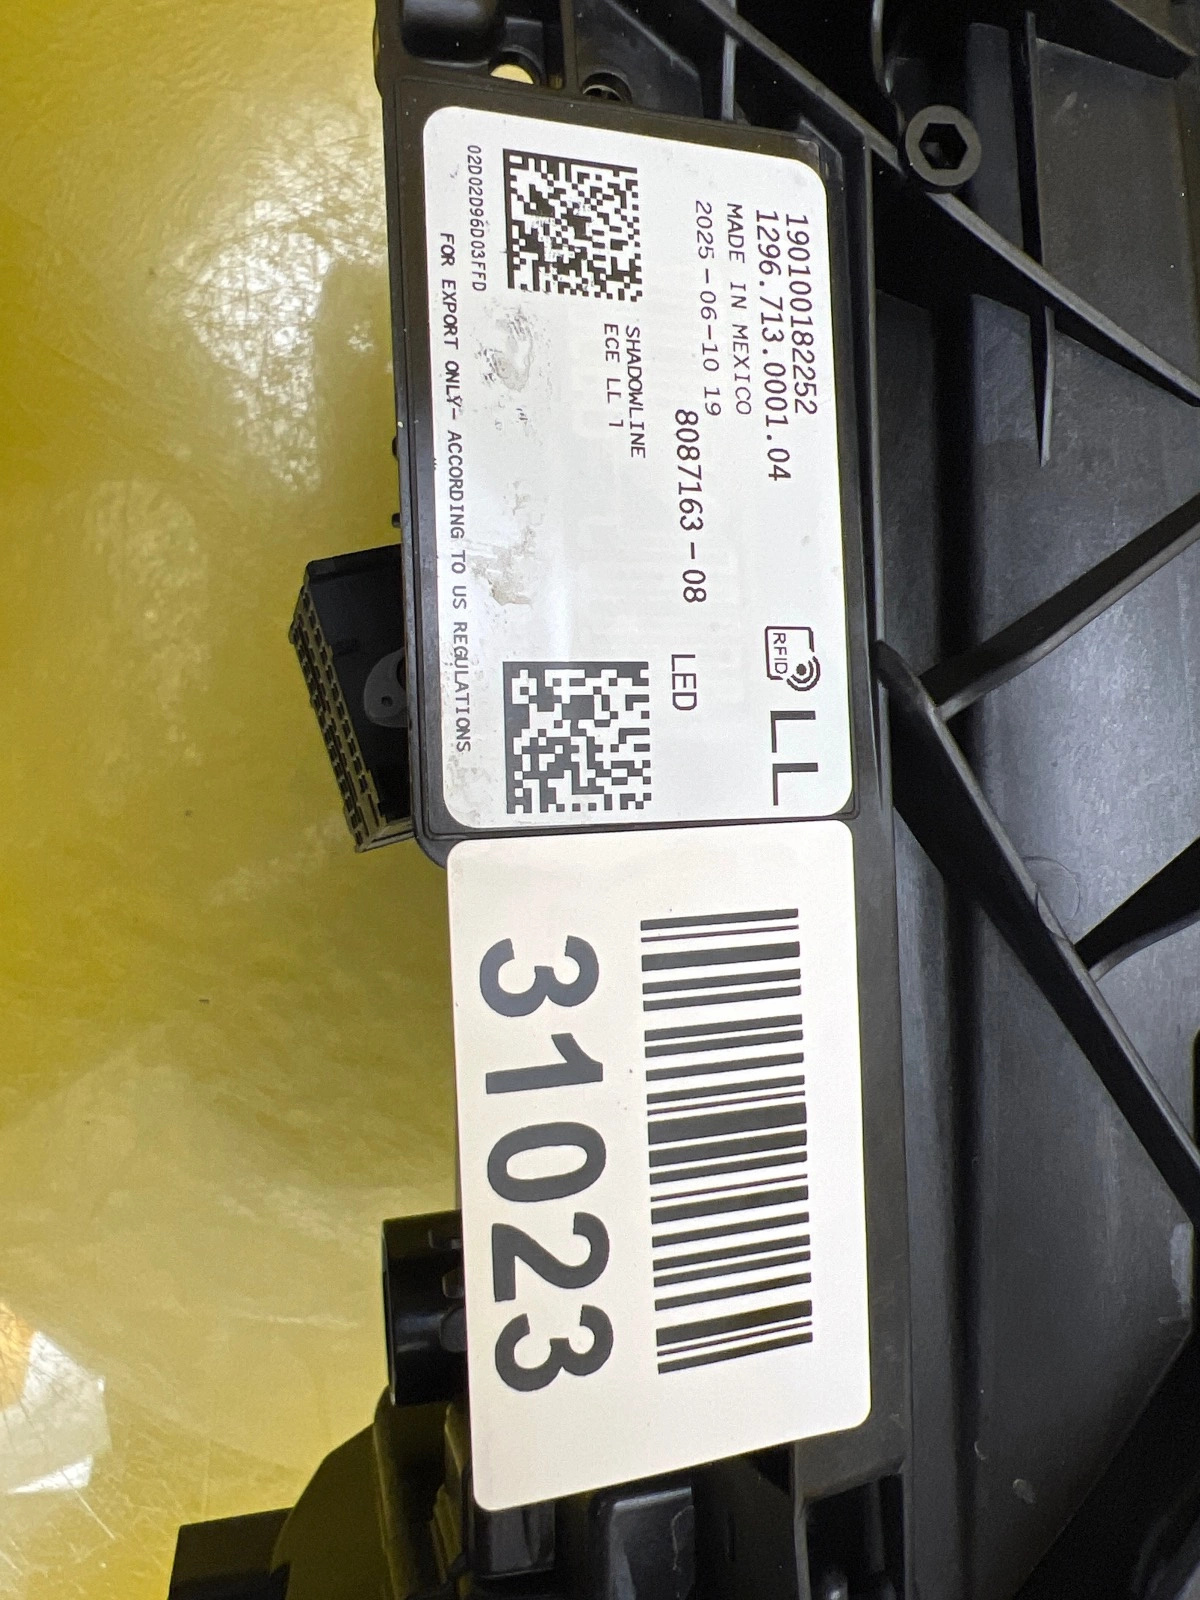 190100182252
1296.713.0001.04
MADE IN MEXICO
2025-06-10 19
8087163-08
LED
RFID
LL
SHADOWLINE
ECE LL 7
02D02D96D03FFD
FOR EXPORT ONLY- ACCORDING TO US REGULATIONS
31023